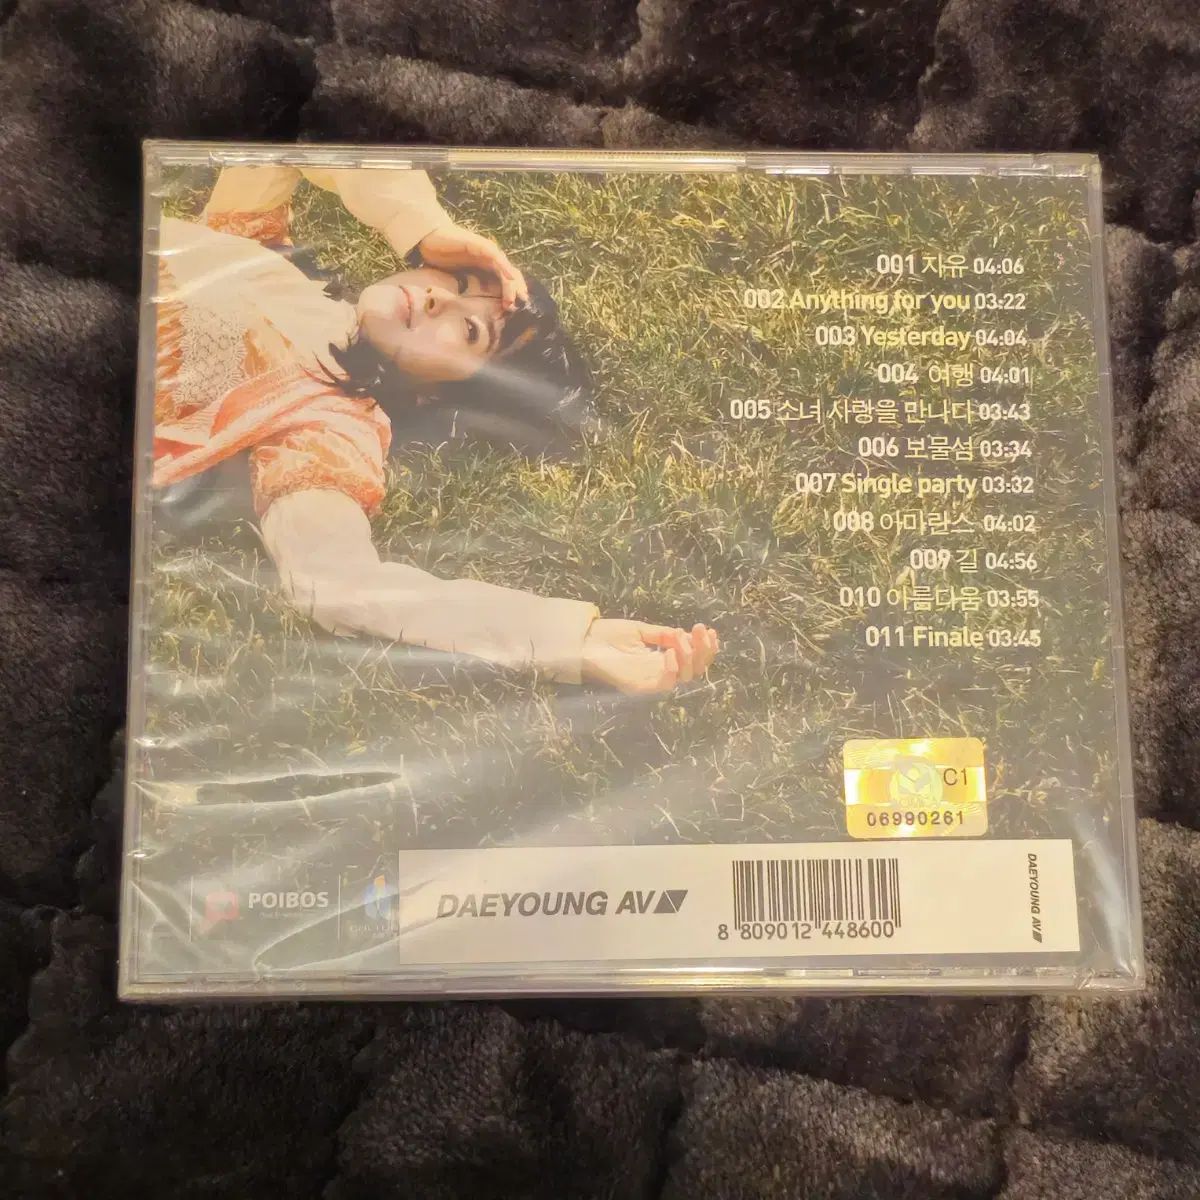 001 자유 04:06
002 Anything for you 03:22
003 Yesterday 04:04
004 여행 04:01
005 소녀 사랑을 만나다 03:43
006 보물섬 03:34
007 Single party 03:32
008 아마란스 04:02
009 길 04:56
010 아름다움 03:55
011 Finale 03:45
C1
06990261
POIBOS
DAEYOUNG AV
8 809012 448600
DAEYOUNG AV